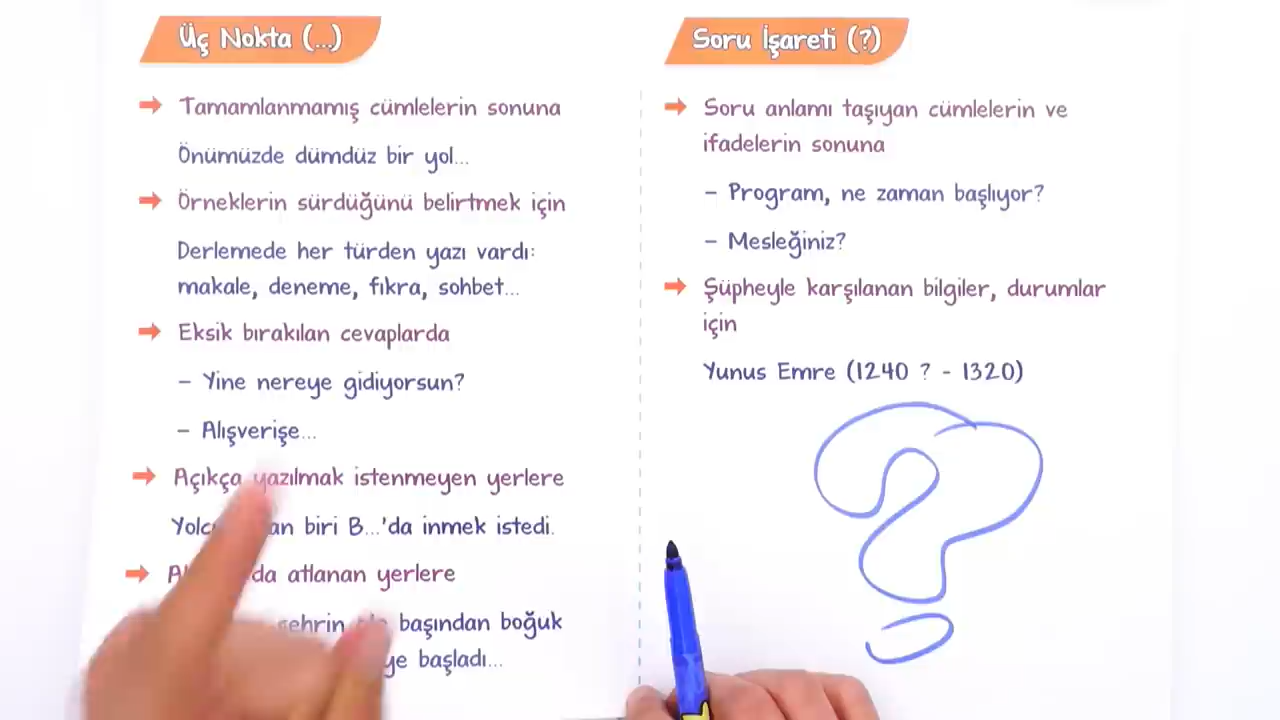 Üç Nokta (...)
Tamamlanmamış cümlelerin sonuna
Önümüzde dümdüz bir yol...
Örneklerin sürdüğünü belirtmek için
Derlemede her türden yazı vardı:
makale, deneme, fıkra, sohbet...
Eksik bırakılan cevaplarda
– Yine nereye gidiyorsun?
– Alışverişe...
Açıkça yazılmak istenmeyen yerlere
biri B...'da inmek istedi.
atlanan yerlere
şehrin başından boğuk
başladı...
Soru İşareti (?)
Soru anlamı taşıyan cümlelerin ve
ifadelerin sonuna
– Program, ne zaman başlıyor?
– Mesleğiniz?
Şüpheyle karşılanan bilgiler, durumlar
için
Yunus Emre (1240 ? - 1320)
?